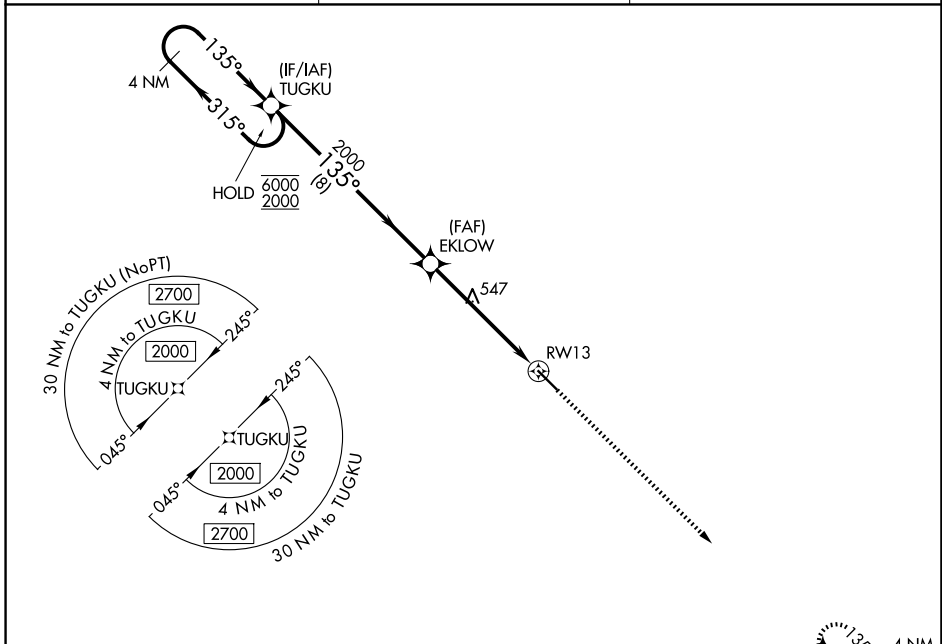 135°
4 NM
(IF/IAF)
TUGKU
315°
HOLD
6000
2000
2000
135°
(8)
(FAF)
EKLOW
547
RW13
30 NM to TUGKU (NoPT)
2700
4 NM to TUGKU
2000
TUGKU
245°
045°
245°
TUGKU
045°
2000
4 NM to TUGKU
2700
30 NM to TUGKU
135°
4 NM